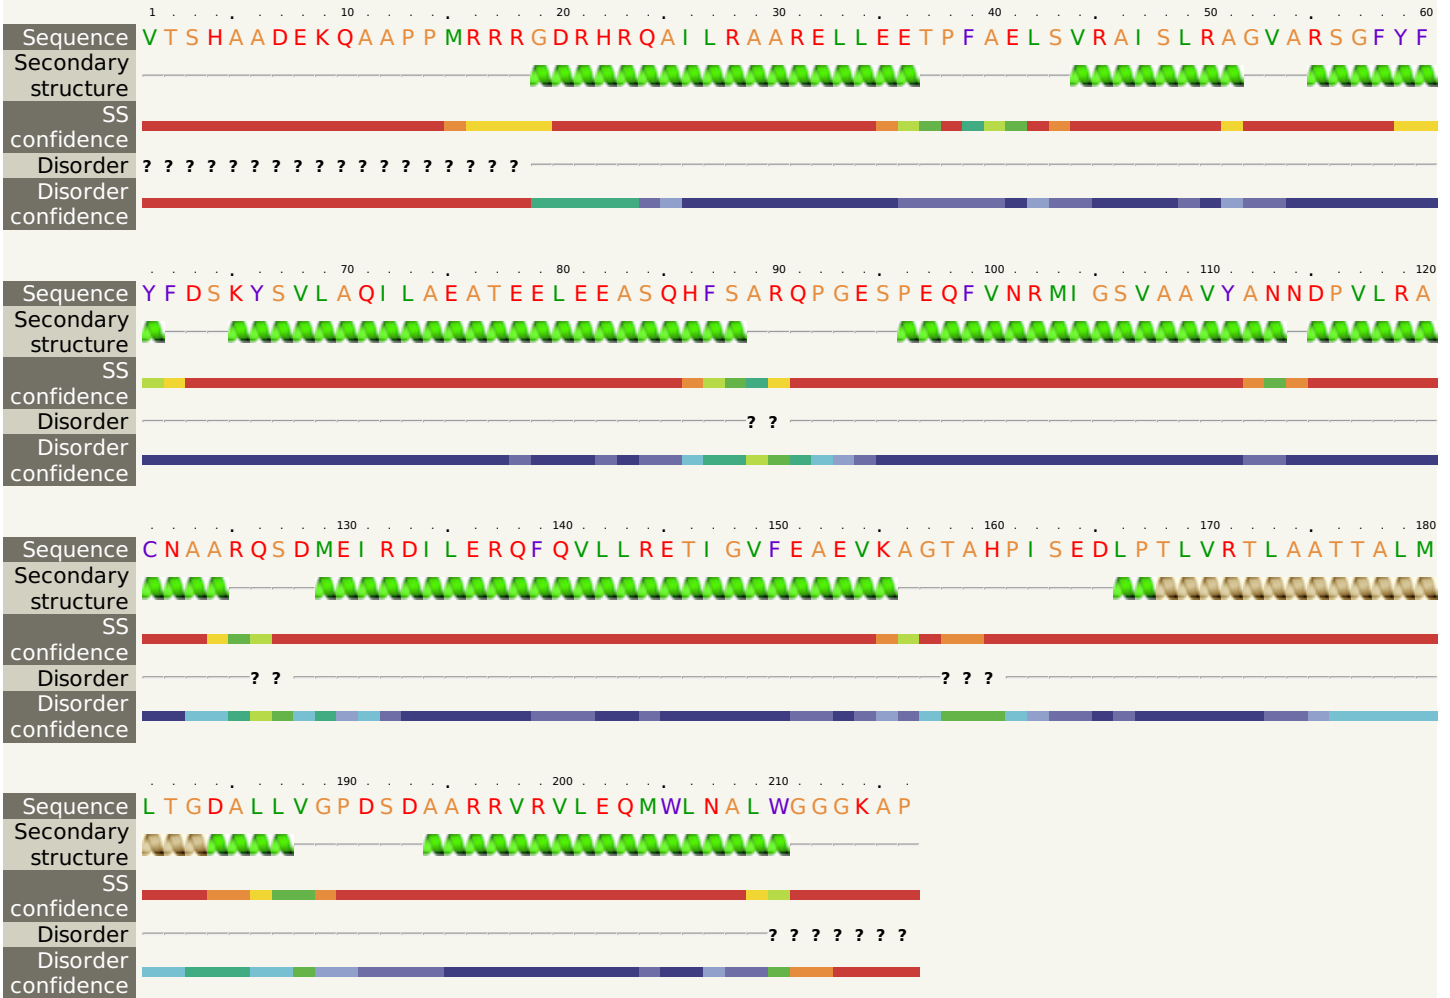 1 10 20 30 40 50 60
Sequence V T S H A A D E K Q A A P P M R R R G D R H R Q A I L R A A R E L L E E T P F A E L S V R A I S L R A G V A R S G F Y F
Secondary
structure
SS
confidence
Disorder ? ? ? ? ? ? ? ? ? ? ? ? ? ? ? ? ? ?
Disorder
confidence
70 80 90 100 110 120
Sequence Y F D S K Y S V L A Q I L A E A T E E L E E A S Q H F S A R Q P G E S P E Q F V N R M I G S V A A V Y A N N D P V L R A
Secondary
structure
SS
confidence
Disorder ? ?
Disorder
confidence
130 140 150 160 170 180
Sequence C N A A R Q S D M E I R D I L E R Q F Q V L L R E T I G V F E A E V K A G T A H P I S E D L P T L V R T L A A T T A L M
Secondary
structure
SS
confidence
Disorder ? ? ? ? ?
Disorder
confidence
190 200 210
Sequence L T G D A L L V G P D S D A A R R V R V L E Q M W L N A L W G G G K A P
Secondary
structure
SS
confidence
Disorder ? ? ? ? ? ? ?
Disorder
confidence